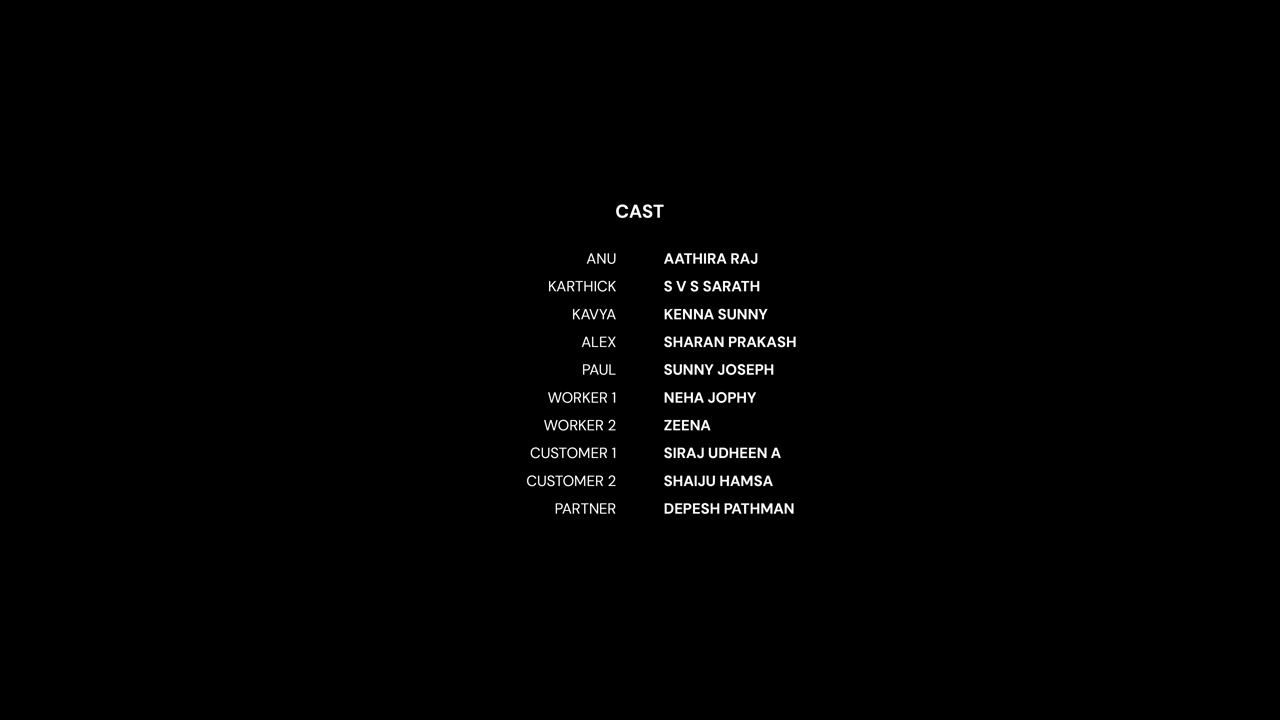 CAST
ANU AATHIRA RAJ
KARTHICK S V S SARATH
KAVYA KENNA SUNNY
ALEX SHARAN PRAKASH
PAUL SUNNY JOSEPH
WORKER 1 NEHA JOPHY
WORKER 2 ZEENA
CUSTOMER 1 SIRAJ UDHEEN A
CUSTOMER 2 SHAIJU HAMSA
PARTNER DEPESH PATHMAN